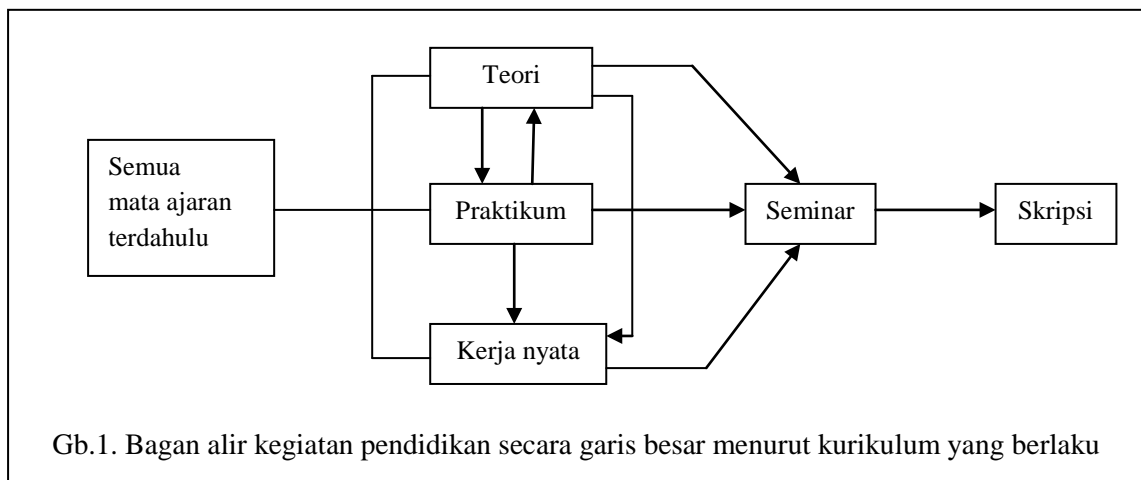 Teori
Semua
mata ajaran
terdahulu
Praktikum
Seminar
Skripsi
Kerja nyata
Gb.1. Bagan alir kegiatan pendidikan secara garis besar menurut kurikulum yang berlaku